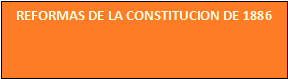 REFORMAS DE LA CONSTITUCION DE 1886